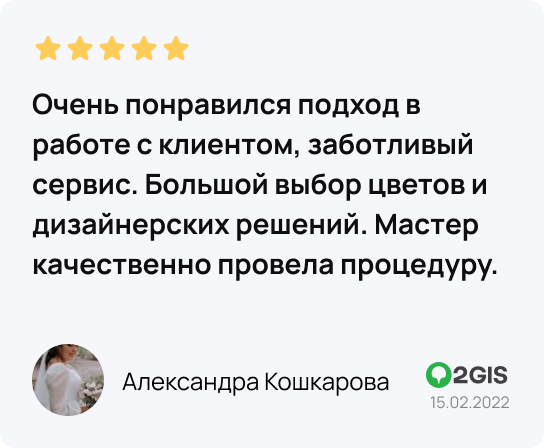 Очень понравился подход в
работе с клиентом, заботливый
сервис. Большой выбор цветов и
дизайнерских решений. Мастер
качественно провела процедуру.
Александра Кошкарова
2GIS
15.02.2022